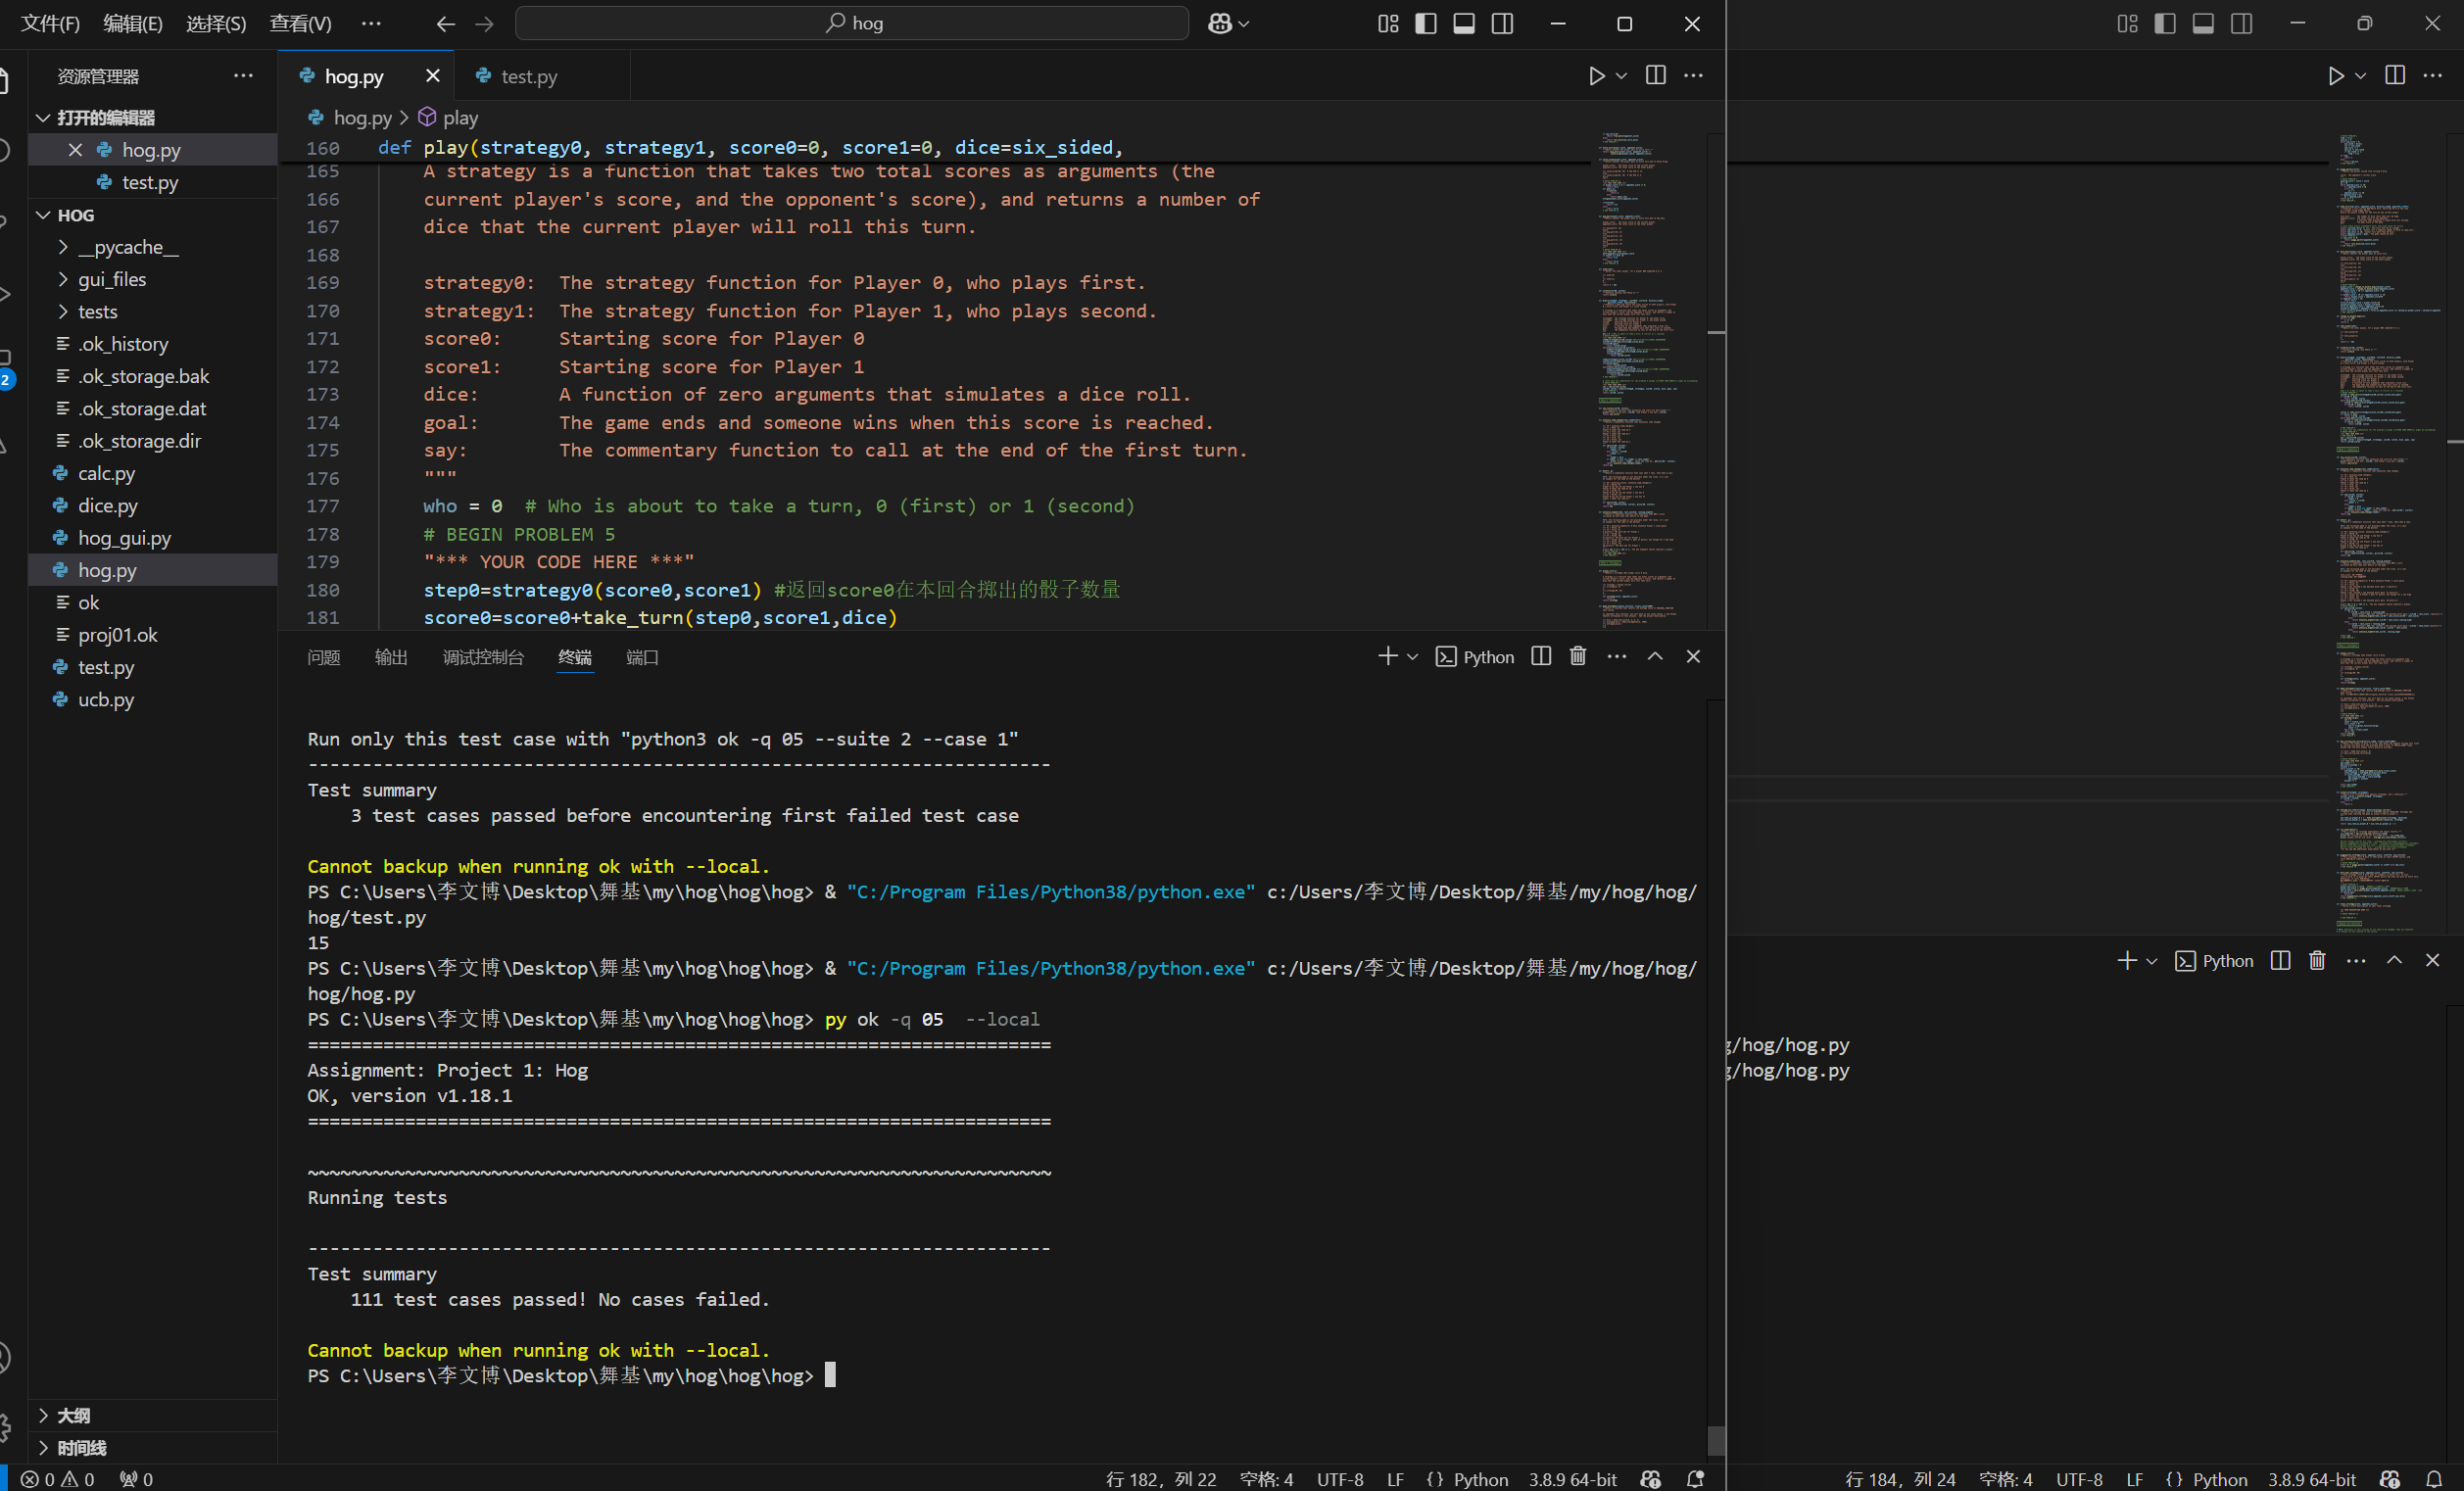 文件(F) 编辑(E) 选择(S) 查看(V) ··· hog
资源管理器
hog.py test.py
打开的编辑器
hog.py > play
hog.py
test.py
HOG
__pycache__
gui_files
tests
.ok_history
.ok_storage.bak
.ok_storage.dat
.ok_storage.dir
calc.py
dice.py
hog_gui.py
hog.py
ok
proj01.ok
test.py
ucb.py
大纲
时间线
2
160 def play(strategy0, strategy1, score0=0, score1=0, dice=six_sided,
165 A strategy is a function that takes two total scores as arguments (the
166 current player's score, and the opponent's score), and returns a number of
167 dice that the current player will roll this turn.
168
169 strategy0: The strategy function for Player 0, who plays first.
170 strategy1: The strategy function for Player 1, who plays second.
171 score0: Starting score for Player 0
172 score1: Starting score for Player 1
173 dice: A function of zero arguments that simulates a dice roll.
174 goal: The game ends and someone wins when this score is reached.
175 say: The commentary function to call at the end of the first turn.
176 """
177 who = 0 # Who is about to take a turn, 0 (first) or 1 (second)
178 # BEGIN PROBLEM 5
179 "*** YOUR CODE HERE ***"
180 step0=strategy0(score0,score1) #返回score0在本回合掷出的骰子数量
181 score0=score0+take_turn(step0,score1,dice)
问题 输出 调试控制台 终端 端口 Python
Run only this test case with "python3 ok -q 05 --suite 2 --case 1"
---------------------------------------------------------------------
Test summary
3 test cases passed before encountering first failed test case
Cannot backup when running ok with --local.
PS C:\Users\李文博\Desktop\舞基\my\hog\hog\hog> & "C:/Program Files/Python38/python.exe" c:/Users/李文博/Desktop/舞基/my/hog/hog/
hog/test.py
15
PS C:\Users\李文博\Desktop\舞基\my\hog\hog\hog> & "C:/Program Files/Python38/python.exe" c:/Users/李文博/Desktop/舞基/my/hog/hog/
hog/hog.py
PS C:\Users\李文博\Desktop\舞基\my\hog\hog\hog> py ok -q 05 --local
=====================================================================
Assignment: Project 1: Hog
OK, version v1.18.1
=====================================================================
~~~~~~~~~~~~~~~~~~~~~~~~~~~~~~~~~~~~~~~~~~~~~~~~~~~~~~~~~~~~~~~~~~~~~
Running tests
---------------------------------------------------------------------
Test summary
111 test cases passed! No cases failed.
Cannot backup when running ok with --local.
PS C:\Users\李文博\Desktop\舞基\my\hog\hog\hog>
Python
/hog/hog.py
/hog/hog.py
0 0 0 行 182，列 22 空格: 4 UTF-8 LF {} Python 3.8.9 64-bit
行 184，列 24 空格: 4 UTF-8 LF {} Python 3.8.9 64-bit